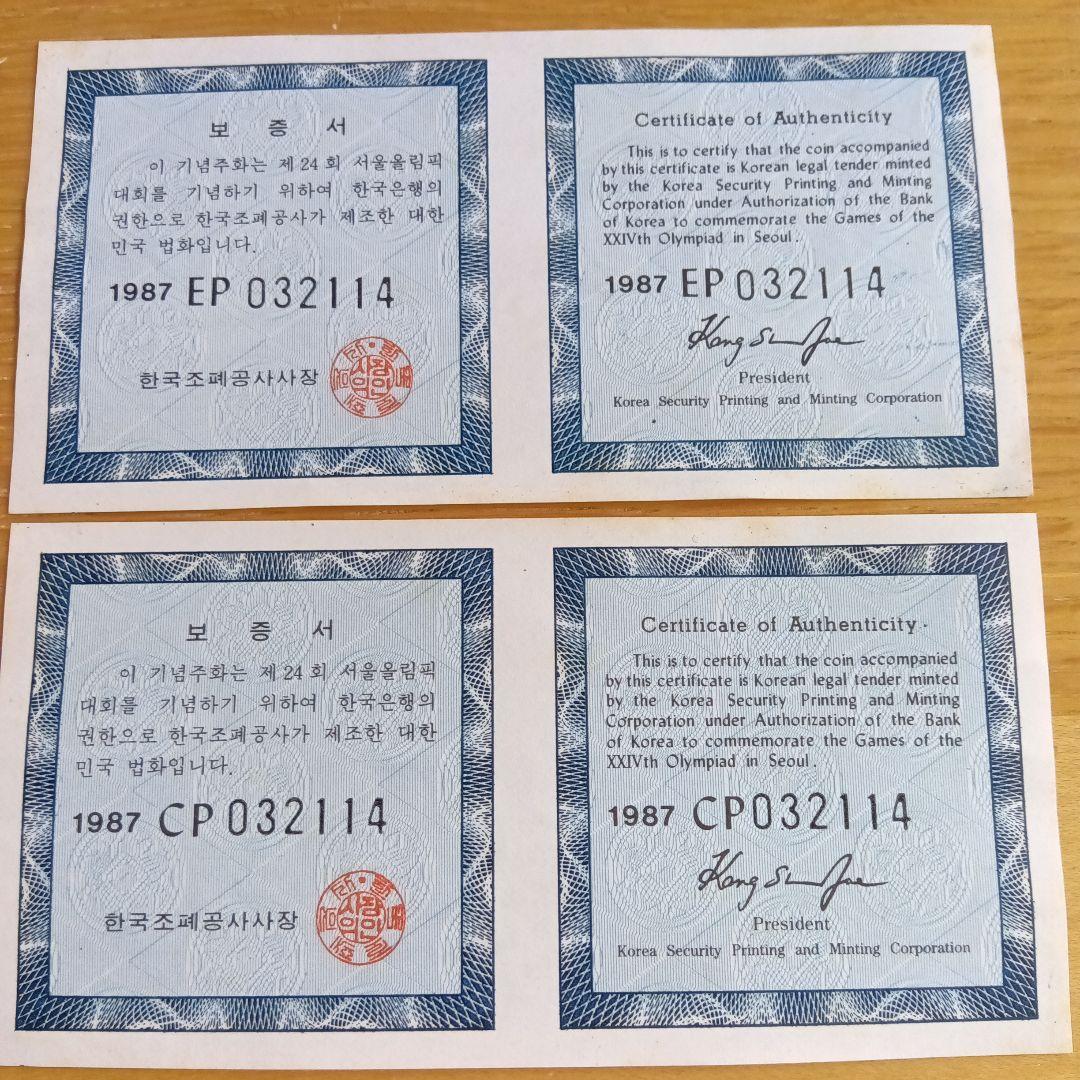 보 증 서
이 기념주화는 제 24 회 서울올림픽
대회를 기념하기 위하여 한국은행의
권한으로 한국조폐공사가 제조한 대한
민국 법화입니다.
1987 EP 032114
한국조폐공사사장
Certificate of Authenticity
This is to certify that the coin accompanied
by this certificate is Korean legal tender minted
by the Korea Security Printing and Minting
Corporation under Authorization of the Bank
of Korea to commemorate the Games of the
XXIVth Olympiad in Seoul.
1987 EP 032114
President
Korea Security Printing and Minting Corporation
보 증 서
이 기념주화는 제 24 회 서울올림픽
대회를 기념하기 위하여 한국은행의
권한으로 한국조폐공사가 제조한 대한
민국 법화입니다.
1987 CP 032114
한국조폐공사사장
Certificate of Authenticity
This is to certify that the coin accompanied
by this certificate is Korean legal tender minted
by the Korea Security Printing and Minting
Corporation under Authorization of the Bank
of Korea to commemorate the Games of the
XXIVth Olympiad in Seoul.
1987 CP032114
President
Korea Security Printing and Minting Corporation